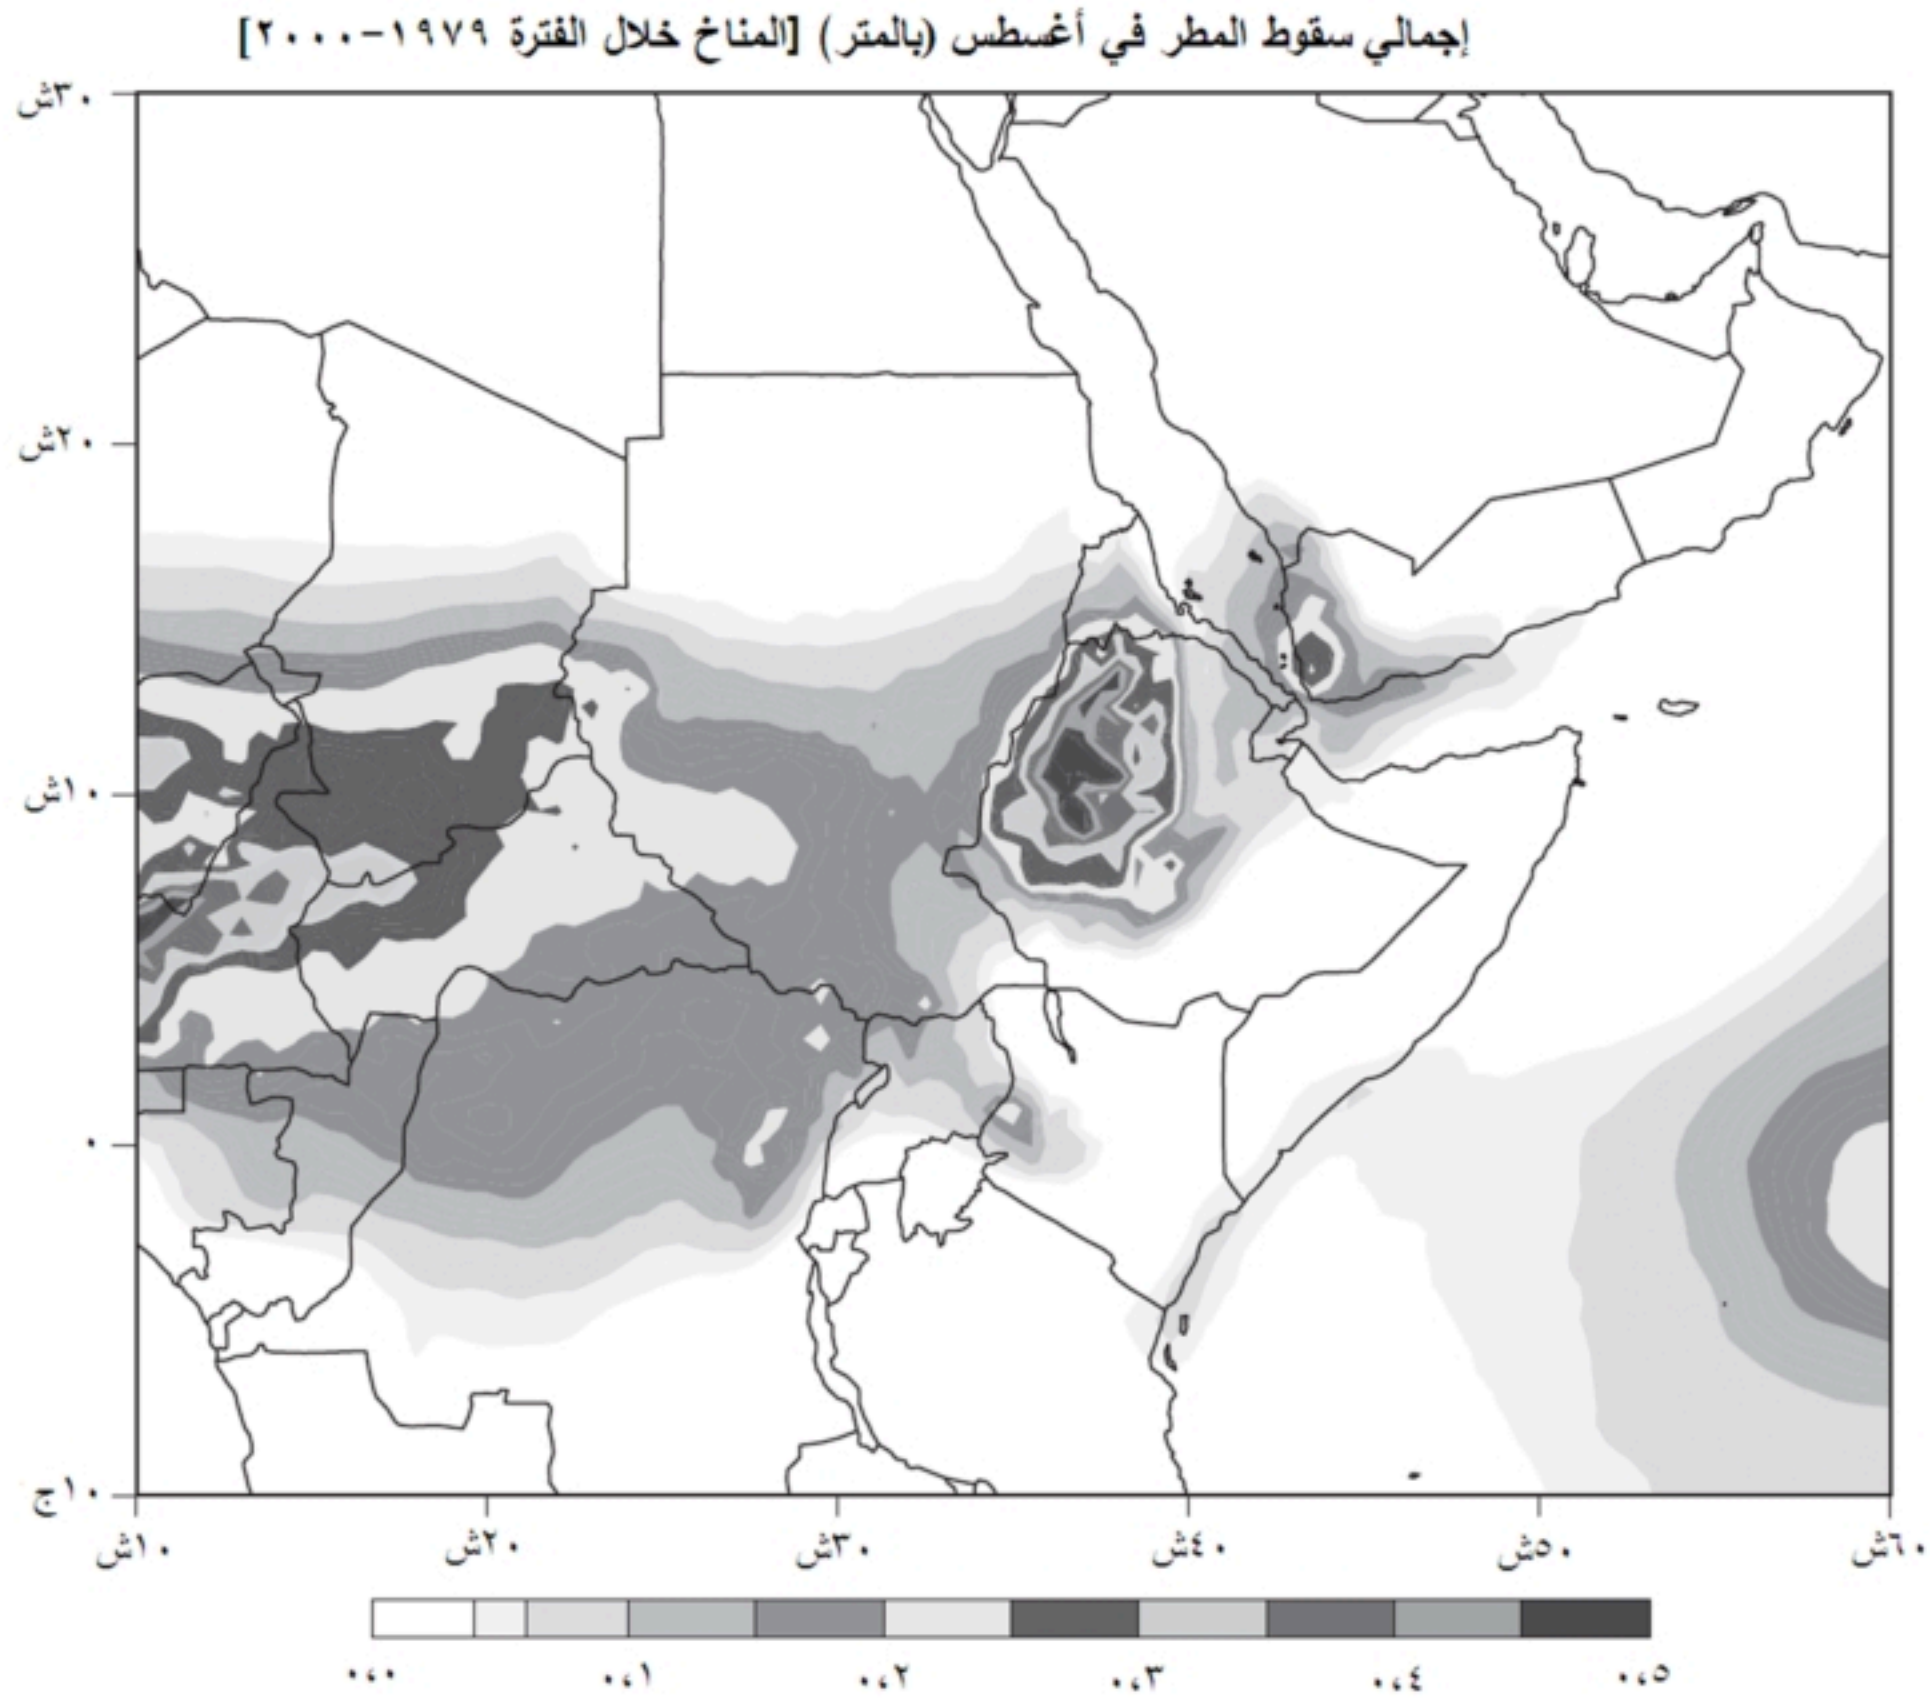 إجمالي سقوط المطر في أغسطس (بالمتر) [المناخ خلال الفترة ١٩٧٩-٢٠٠٠]
٣٠ش
٢٠ش
١٠ش
٠
١٠ج
١٠ش ٢٠ش ٣٠ش ٤٠ش ٥٠ش ٦٠ش
٠،٠ ٠،١ ٠،٢ ٠،٣ ٠،٤ ٠،٥